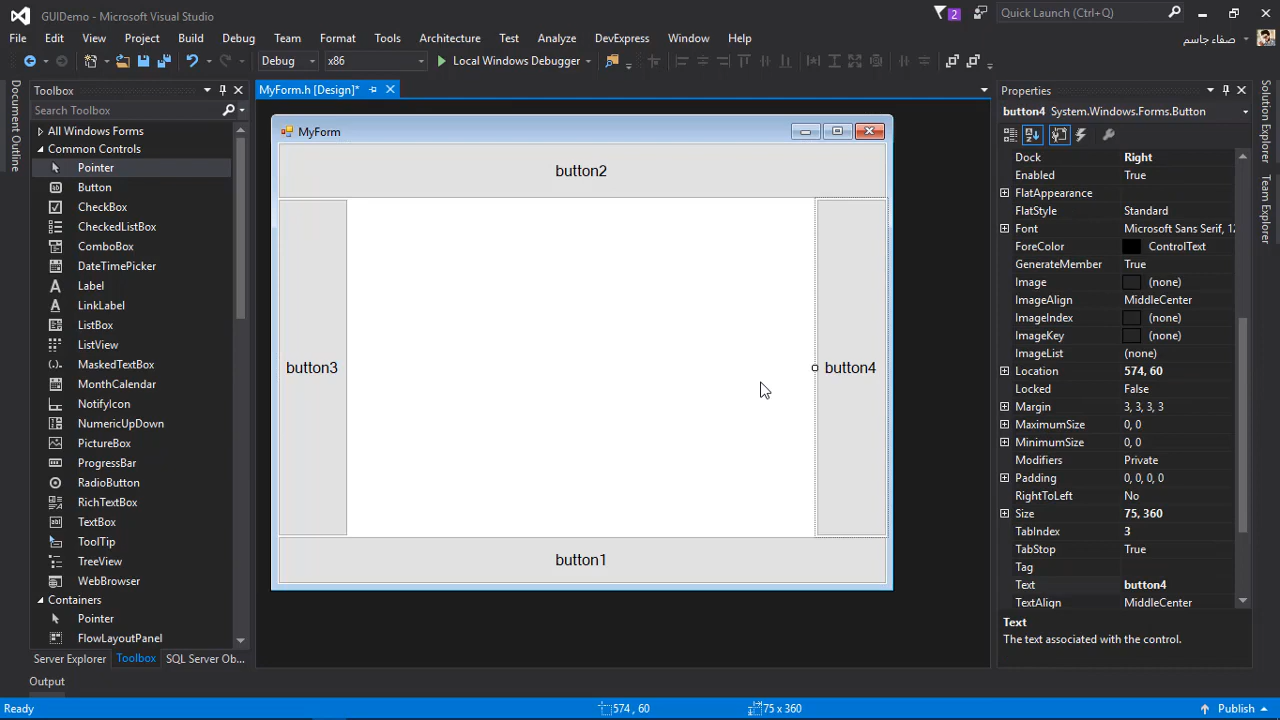 GUIDemo - Microsoft Visual Studio
2
Quick Launch (Ctrl+Q)
File Edit View Project Build Debug Team Format Tools Architecture Test Analyze DevExpress Window Help
صفاء جاسم
Debug x86 Local Windows Debugger
Document Outline
Toolbox
Search Toolbox
All Windows Forms
Common Controls
Pointer
Button
CheckBox
CheckedListBox
ComboBox
DateTimePicker
Label
LinkLabel
ListBox
ListView
MaskedTextBox
MonthCalendar
NotifyIcon
NumericUpDown
PictureBox
ProgressBar
RadioButton
RichTextBox
TextBox
ToolTip
TreeView
WebBrowser
Containers
Pointer
FlowLayoutPanel
Server Explorer Toolbox SQL Server Ob...
Output
MyForm.h [Design]*
MyForm
button2
button3
button4
button1
Properties
button4 System.Windows.Forms.Button
Dock Right
Enabled True
FlatAppearance
FlatStyle Standard
Font Microsoft Sans Serif, 12
ForeColor ControlText
GenerateMember True
Image (none)
ImageAlign MiddleCenter
ImageIndex (none)
ImageKey (none)
ImageList (none)
Location 574, 60
Locked False
Margin 3, 3, 3, 3
MaximumSize 0, 0
MinimumSize 0, 0
Modifiers Private
Padding 0, 0, 0, 0
RightToLeft No
Size 75, 360
TabIndex 3
TabStop True
Tag
Text button4
TextAlign MiddleCenter
Text
The text associated with the control.
Solution Explorer
Team Explorer
Ready
574 , 60
75 x 360
Publish